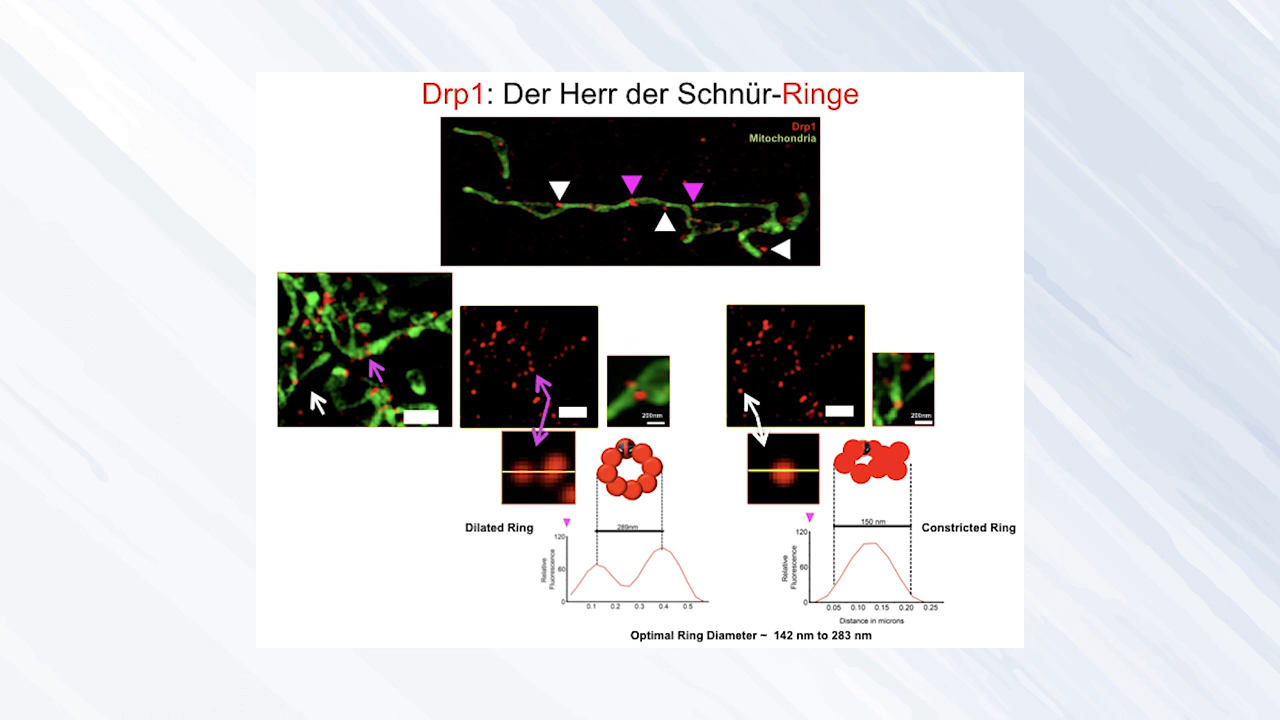 Drp1: Der Herr der Schnür-Ringe
Drp1
Mitochondria
200nm
200nm
Dilated Ring
289nm
120
60
0
Relative
Fluorescence
0.1 0.2 0.3 0.4 0.5
150 nm
Constricted Ring
120
60
0
Relative
Fluorescence
0.05 0.10 0.15 0.20 0.25
Distance in microns
Optimal Ring Diameter ~ 142 nm to 283 nm